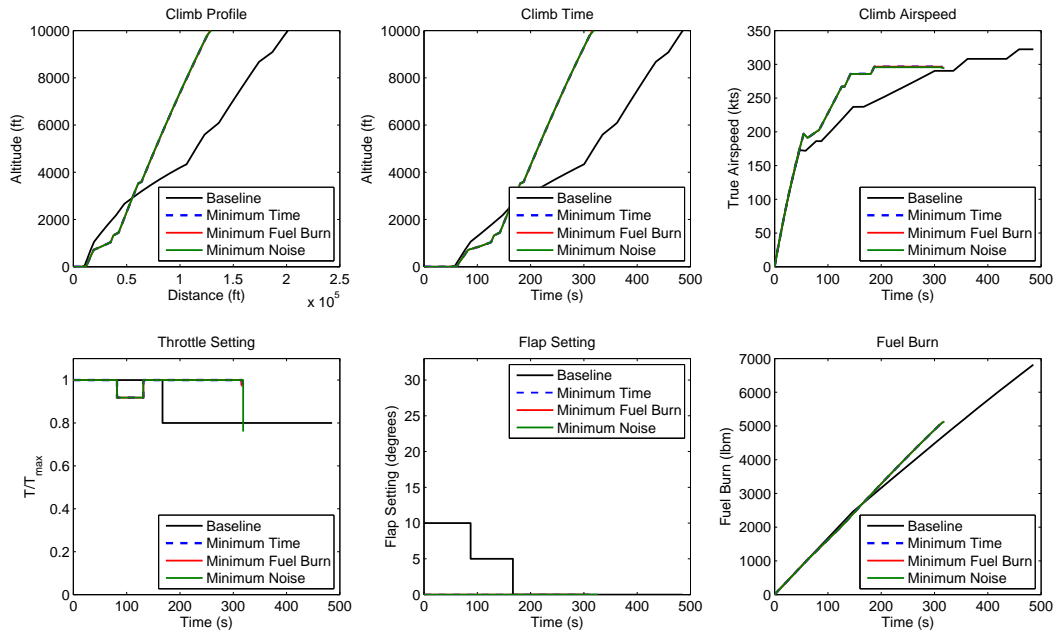 Climb Profile
10000
8000
6000
4000
2000
0
Altitude (ft)
Baseline
Minimum Time
Minimum Fuel Burn
Minimum Noise
0 0.5 1 1.5 2 2.5
Distance (ft)
x 10^5
Climb Time
10000
8000
6000
4000
2000
0
Altitude (ft)
Baseline
Minimum Time
Minimum Fuel Burn
Minimum Noise
0 100 200 300 400 500
Time (s)
Climb Airspeed
350
300
250
200
150
100
50
0
True Airspeed (kts)
Baseline
Minimum Time
Minimum Fuel Burn
Minimum Noise
0 100 200 300 400 500
Time (s)
Throttle Setting
1
0.8
0.6
0.4
0.2
0
T/T_max
Baseline
Minimum Time
Minimum Fuel Burn
Minimum Noise
0 100 200 300 400 500
Time (s)
Flap Setting
30
25
20
15
10
5
0
Flap Setting (degrees)
Baseline
Minimum Time
Minimum Fuel Burn
Minimum Noise
0 100 200 300 400 500
Time (s)
Fuel Burn
7000
6000
5000
4000
3000
2000
1000
0
Fuel Burn (lbm)
Baseline
Minimum Time
Minimum Fuel Burn
Minimum Noise
0 100 200 300 400 500
Time (s)